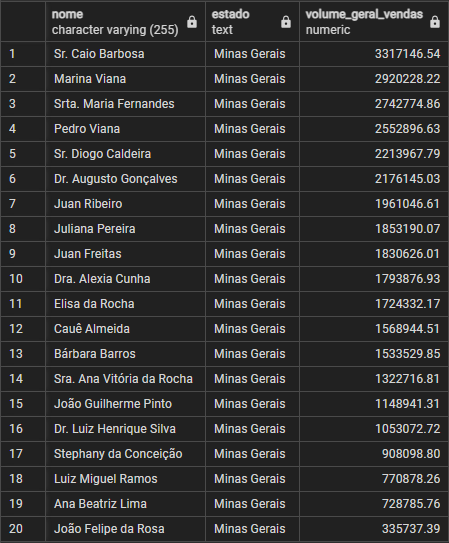 nome estado volume_geral_vendas
character varying (255) text numeric
1 Sr. Caio Barbosa Minas Gerais 3317146.54
2 Marina Viana Minas Gerais 2920228.22
3 Srta. Maria Fernandes Minas Gerais 2742774.86
4 Pedro Viana Minas Gerais 2552896.63
5 Sr. Diogo Caldeira Minas Gerais 2213967.79
6 Dr. Augusto Gonçalves Minas Gerais 2176145.03
7 Juan Ribeiro Minas Gerais 1961046.61
8 Juliana Pereira Minas Gerais 1853190.07
9 Juan Freitas Minas Gerais 1830626.01
10 Dra. Alexia Cunha Minas Gerais 1793876.93
11 Elisa da Rocha Minas Gerais 1724332.17
12 Cauê Almeida Minas Gerais 1568944.51
13 Bárbara Barros Minas Gerais 1533529.85
14 Sra. Ana Vitória da Rocha Minas Gerais 1322716.81
15 João Guilherme Pinto Minas Gerais 1148941.31
16 Dr. Luiz Henrique Silva Minas Gerais 1053072.72
17 Stephany da Conceição Minas Gerais 908098.80
18 Luiz Miguel Ramos Minas Gerais 770878.26
19 Ana Beatriz Lima Minas Gerais 728785.76
20 João Felipe da Rosa Minas Gerais 335737.39